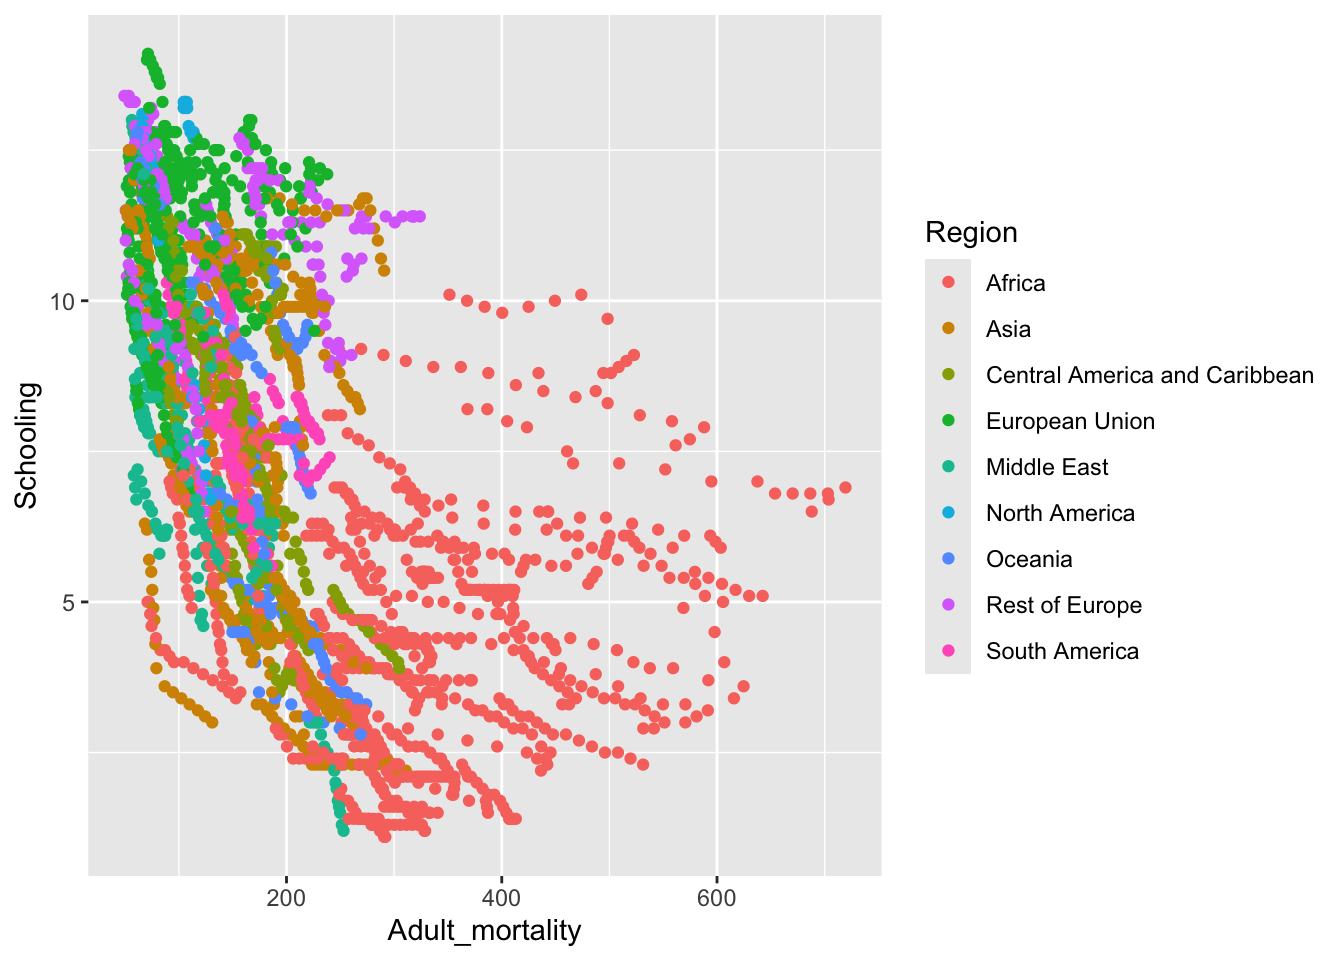 Schooling
10
5
200
400
600
Adult_mortality
Region
Africa
Asia
Central America and Caribbean
European Union
Middle East
North America
Oceania
Rest of Europe
South America